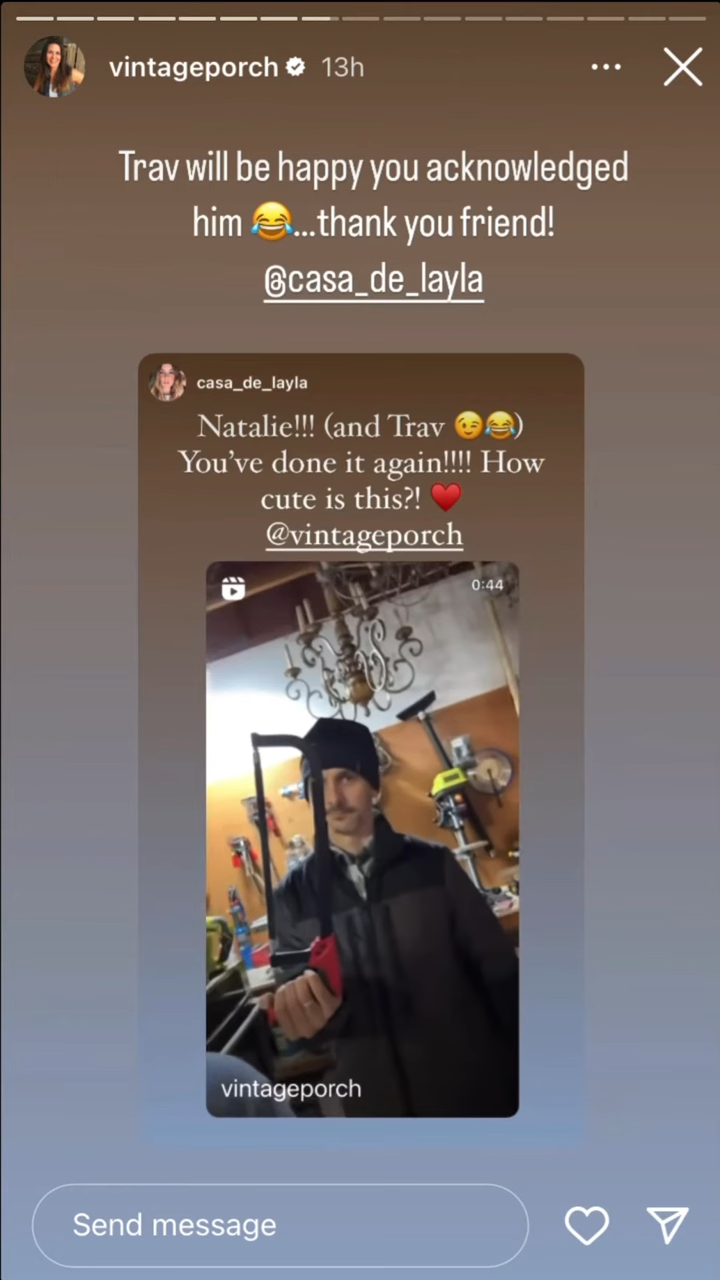 vintageporch 13h
Trav will be happy you acknowledged
him 😂...thank you friend!
@casa_de_layla
casa_de_layla
Natalie!!! (and Trav 😉😂)
You’ve done it again!!!! How
cute is this?! ♥️
@vintageporch
0:44
vintageporch
Send message